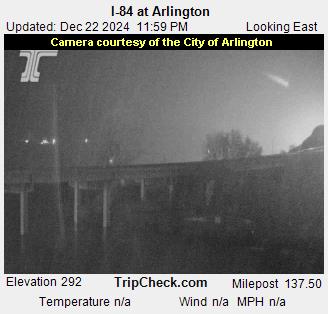 I-84 at Arlington
Updated: Dec 22 2024 11:59 PM Looking East
Camera courtesy of the City of Arlington
Elevation 292 TripCheck.com Milepost 137.50
Temperature n/a Wind n/a MPH n/a